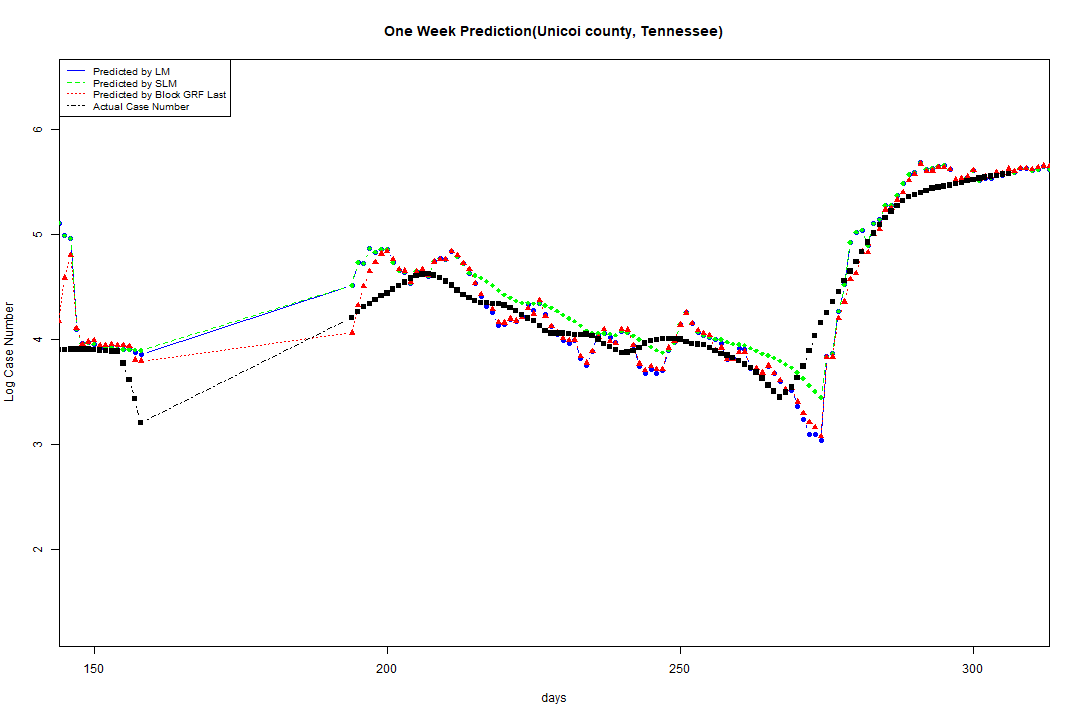 One Week Prediction(Unicoi county, Tennessee)
Predicted by LM
Predicted by SLM
Predicted by Block GRF Last
Actual Case Number
Log Case Number
6
5
4
3
2
150 200 250 300
days